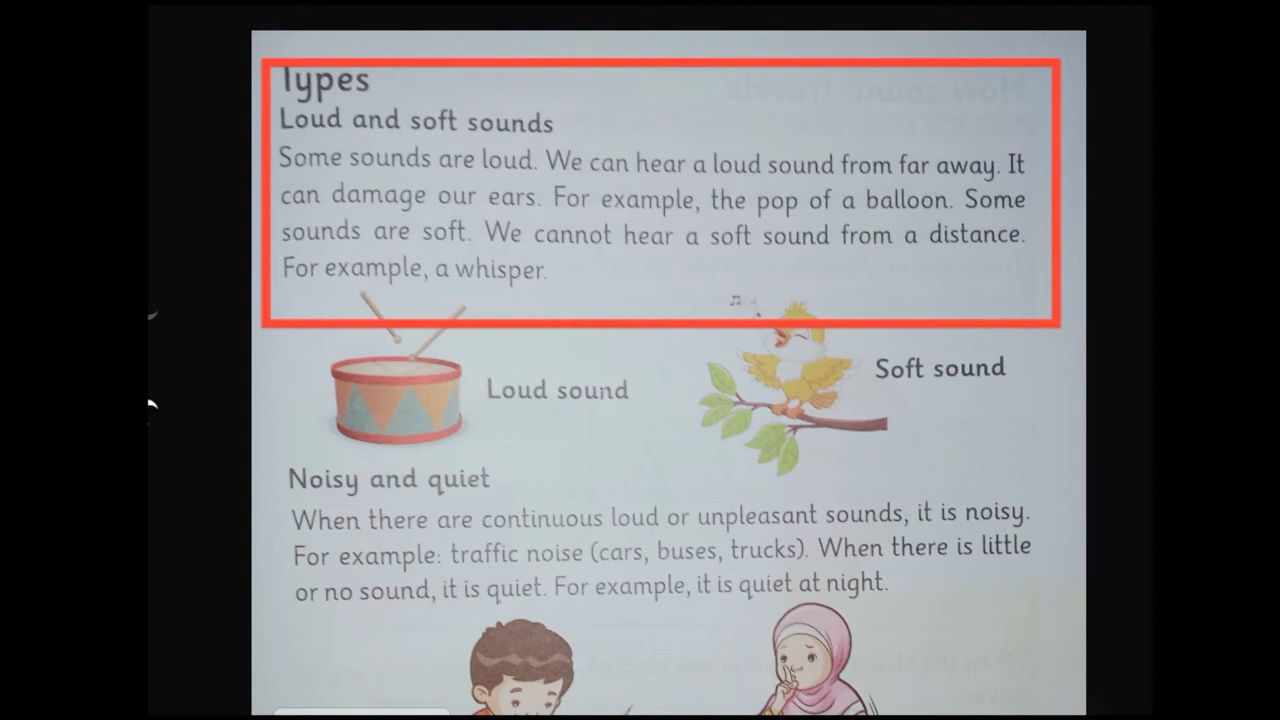 Types
Loud and soft sounds
Some sounds are loud. We can hear a loud sound from far away. It
can damage our ears. For example, the pop of a balloon. Some
sounds are soft. We cannot hear a soft sound from a distance.
For example, a whisper.
Loud sound
Soft sound
Noisy and quiet
When there are continuous loud or unpleasant sounds, it is noisy.
For example: traffic noise (cars, buses, trucks). When there is little
or no sound, it is quiet. For example, it is quiet at night.